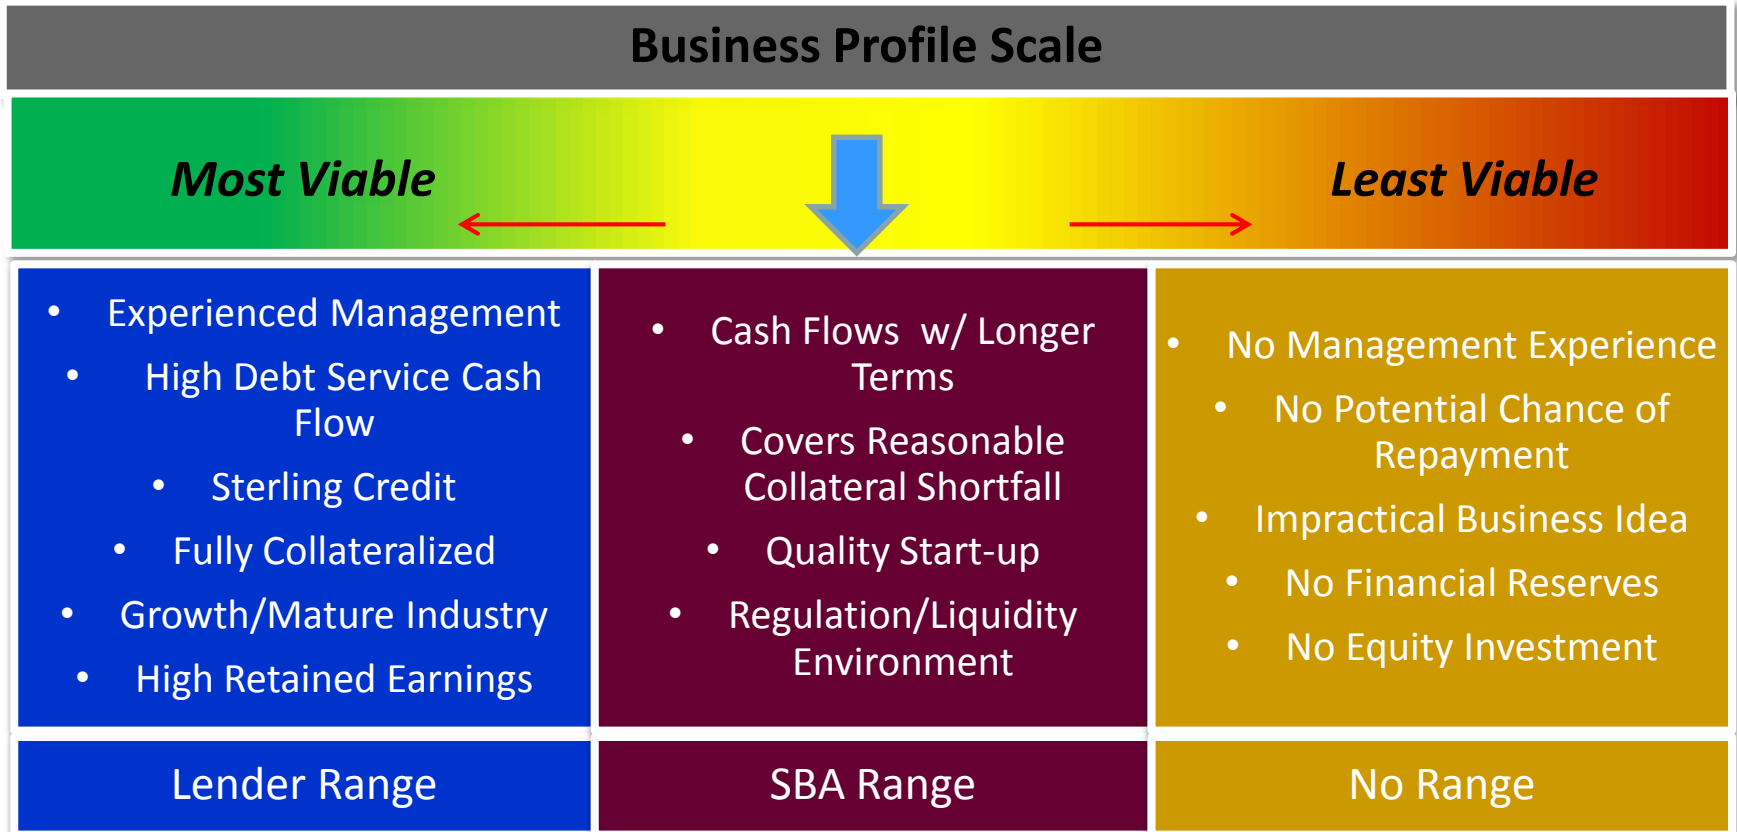 Business Profile Scale
Most Viable
Least Viable
• Experienced Management
• High Debt Service Cash
Flow
• Sterling Credit
• Fully Collateralized
• Growth/Mature Industry
• High Retained Earnings
Lender Range
• Cash Flows w/ Longer
Terms
• Covers Reasonable
Collateral Shortfall
• Quality Start-up
• Regulation/Liquidity
Environment
SBA Range
• No Management Experience
• No Potential Chance of
Repayment
• Impractical Business Idea
• No Financial Reserves
• No Equity Investment
No Range